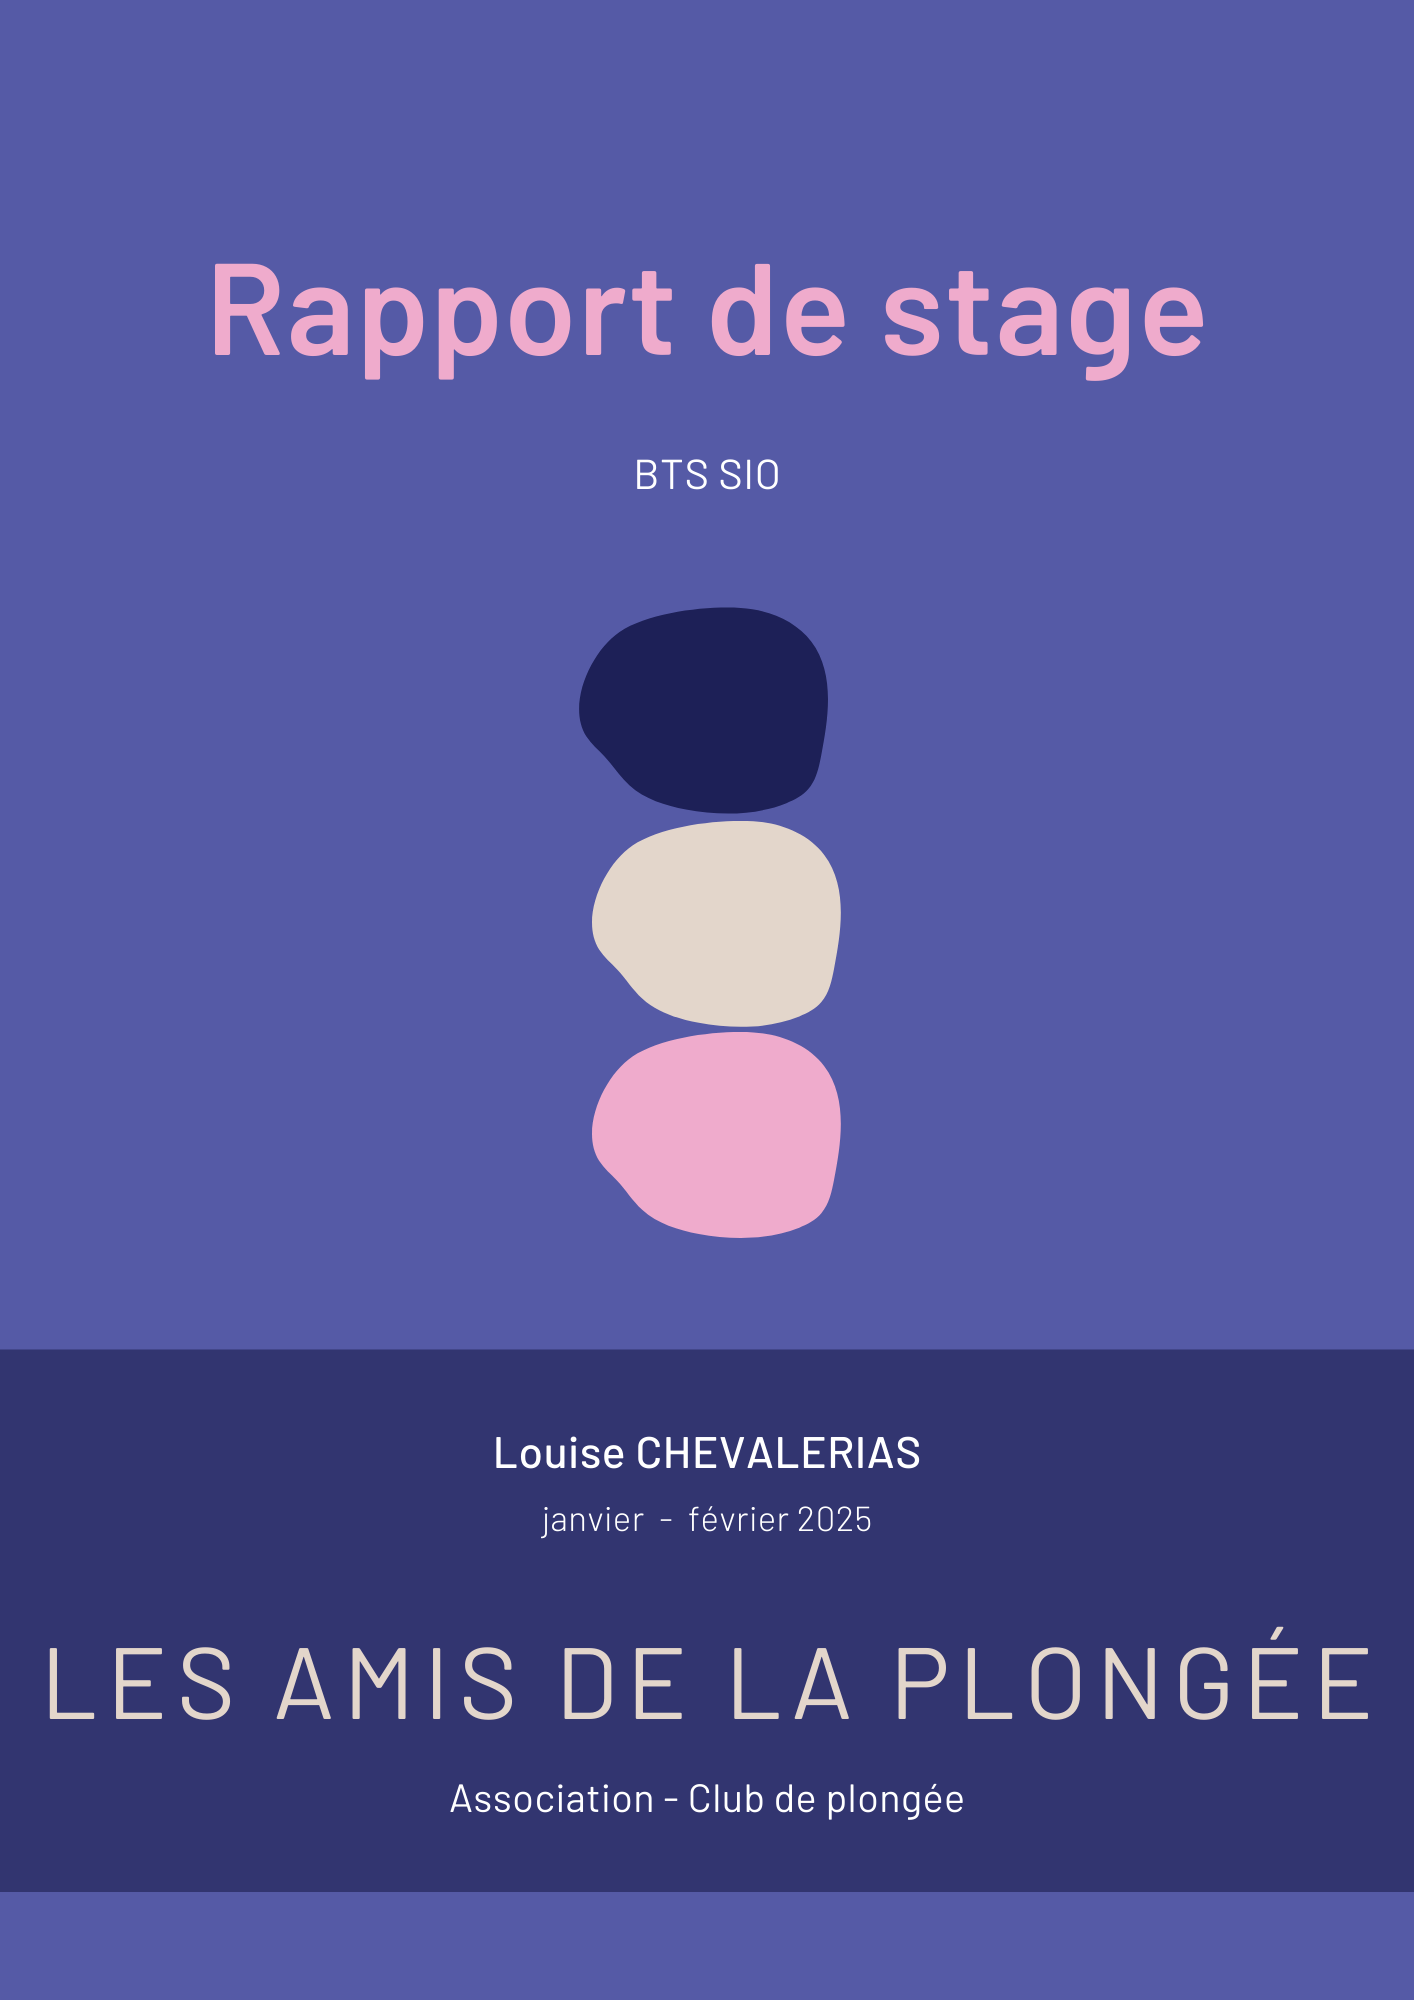 Rapport de stage
BTS SIO
Louise CHEVALERIAS
janvier - février 2025
LES AMIS DE LA PLONGÉE
Association - Club de plongée